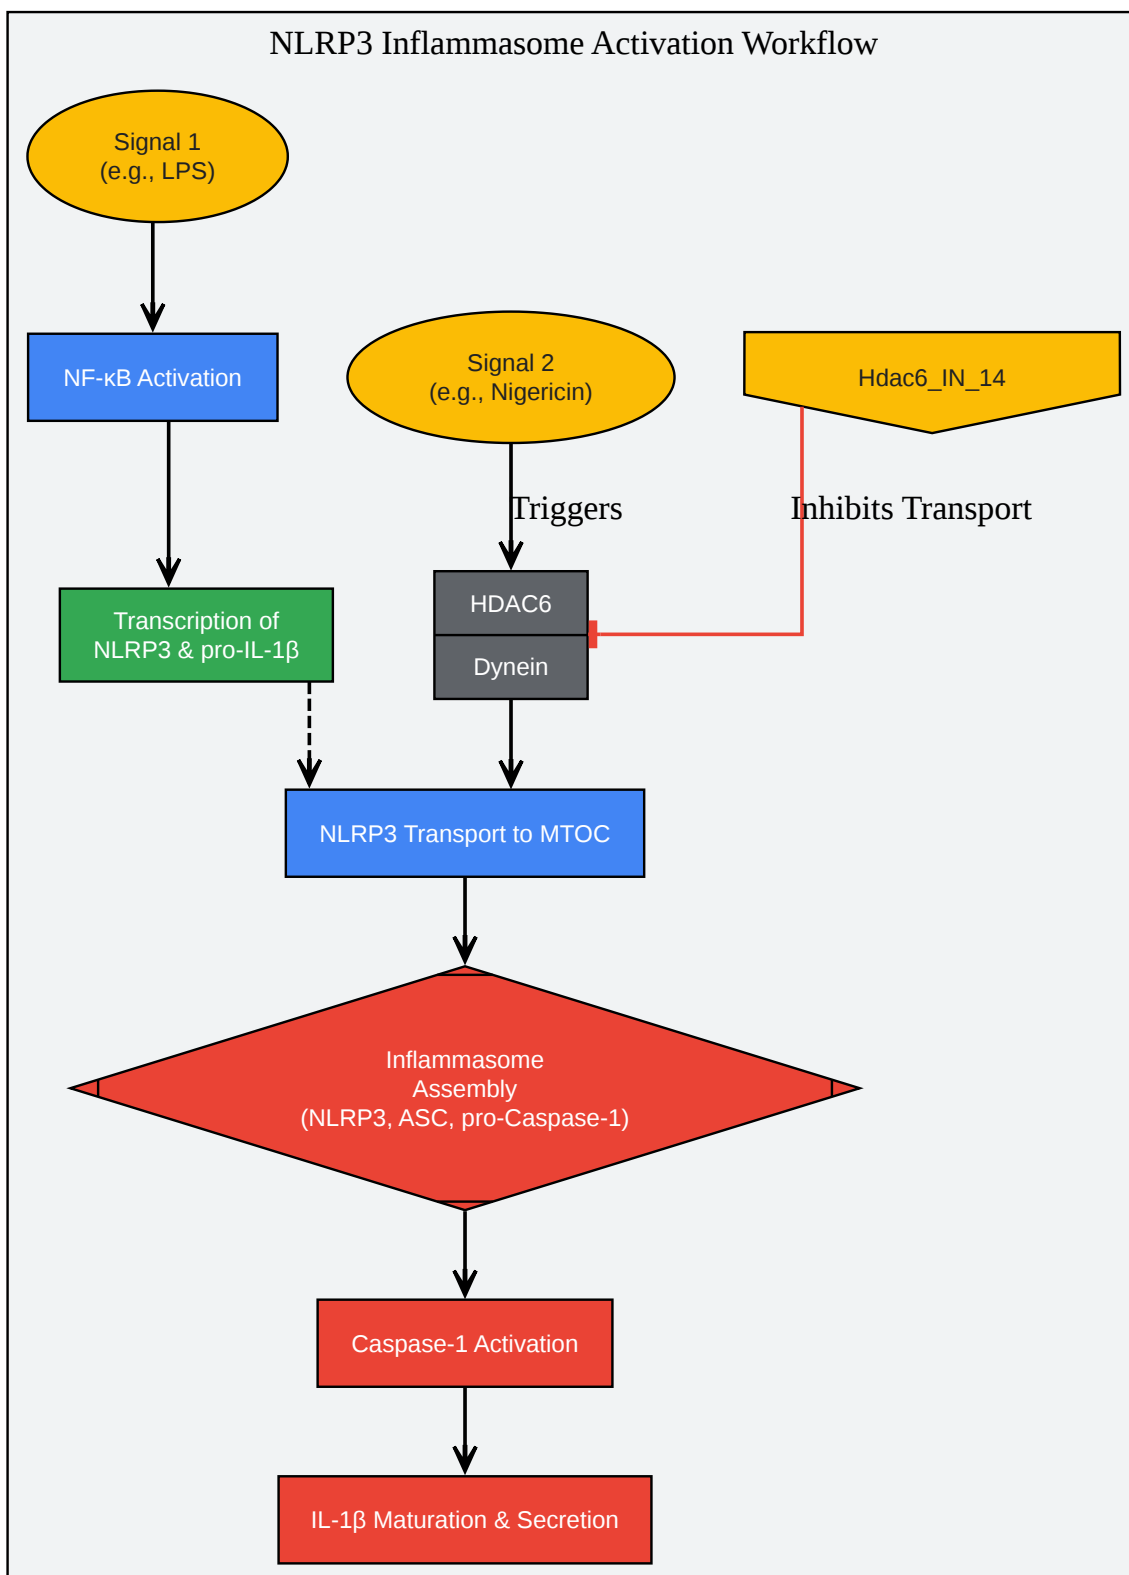 NLRP3 Inflammasome Activation Workflow
Signal 1
(e.g., LPS)
NF-κB Activation
Signal 2
(e.g., Nigericin)
Hdac6_IN_14
Triggers
Inhibits Transport
HDAC6
Dynein
Transcription of
NLRP3 & pro-IL-1β
NLRP3 Transport to MTOC
Inflammasome
Assembly
(NLRP3, ASC, pro-Caspase-1)
Caspase-1 Activation
IL-1β Maturation & Secretion